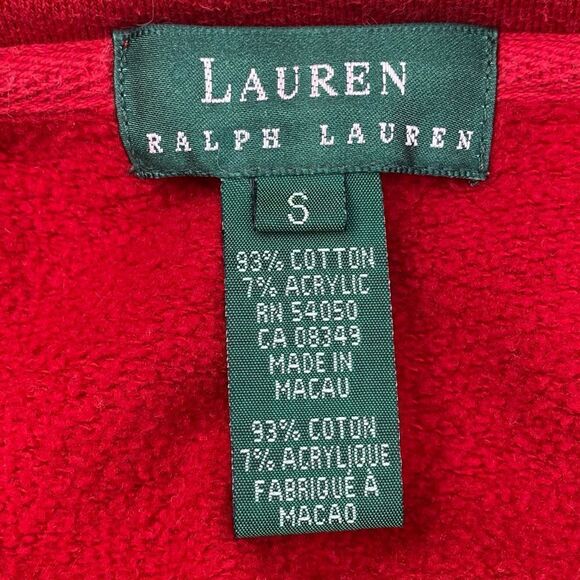 LAUREN
RALPH LAUREN
S
93% COTTON
7% ACRYLIC
RN 54050
CA 08349
MADE IN
MACAU
93% COTON
7% ACRYLIQUE
FABRIQUÉ À
MACAO